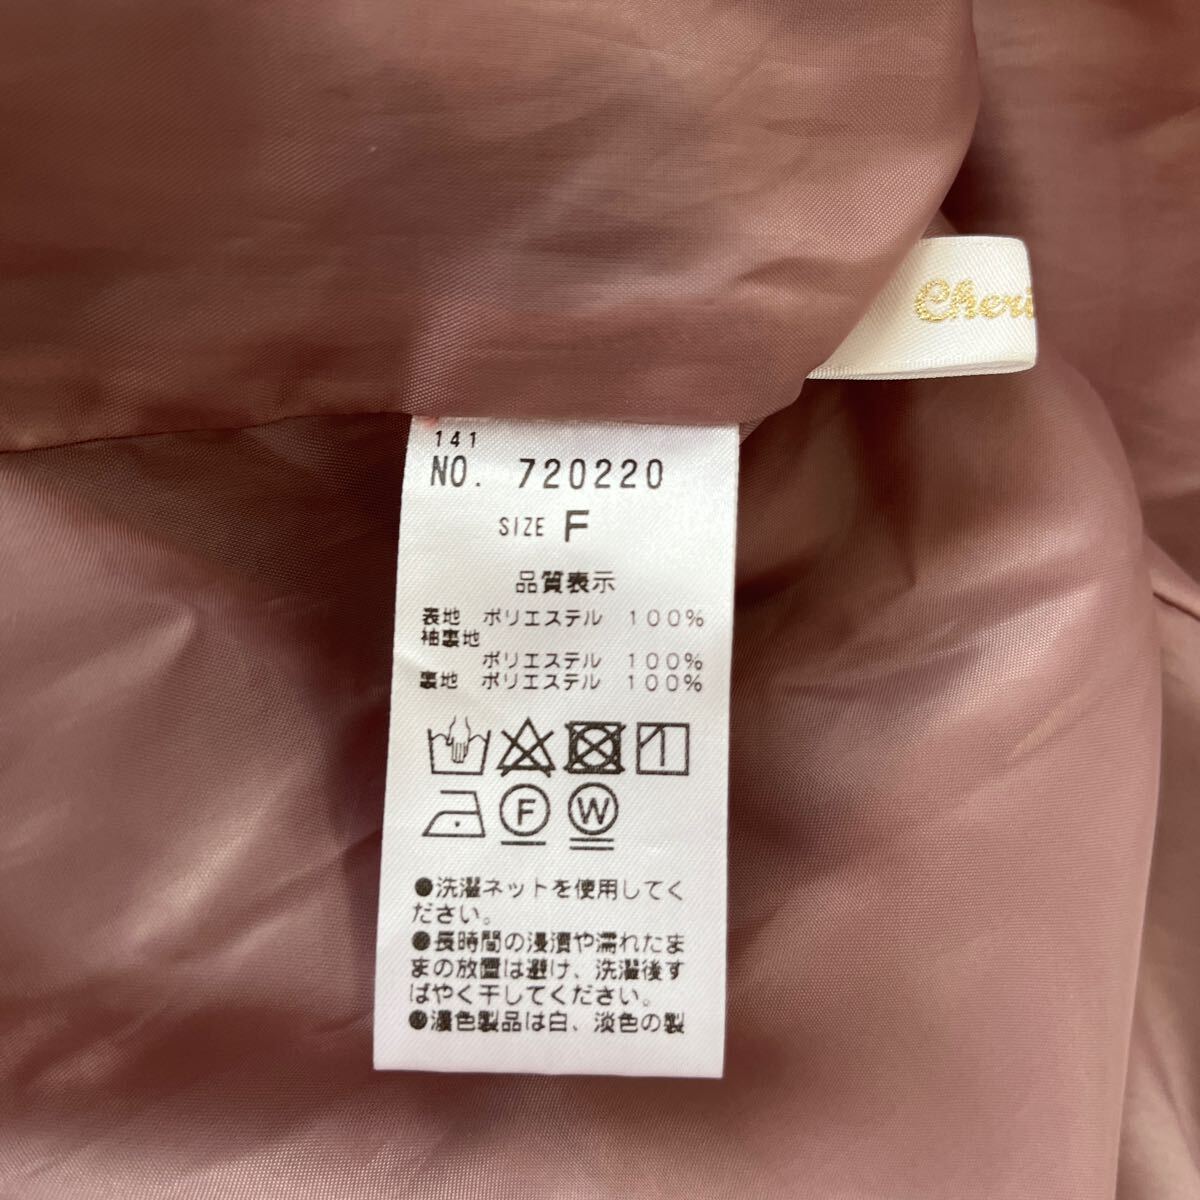 Cheri
141
NO. 720220
SIZE F
品質表示
表地 ポリエステル 100%
袖裏地
ポリエステル 100%
裏地 ポリエステル 100%
F W
●洗濯ネットを使用してく
ださい。
●長時間の浸漬や濡れたま
まの放置は避け、洗濯後す
ばやく干してください。
●濃色製品は白、淡色の製